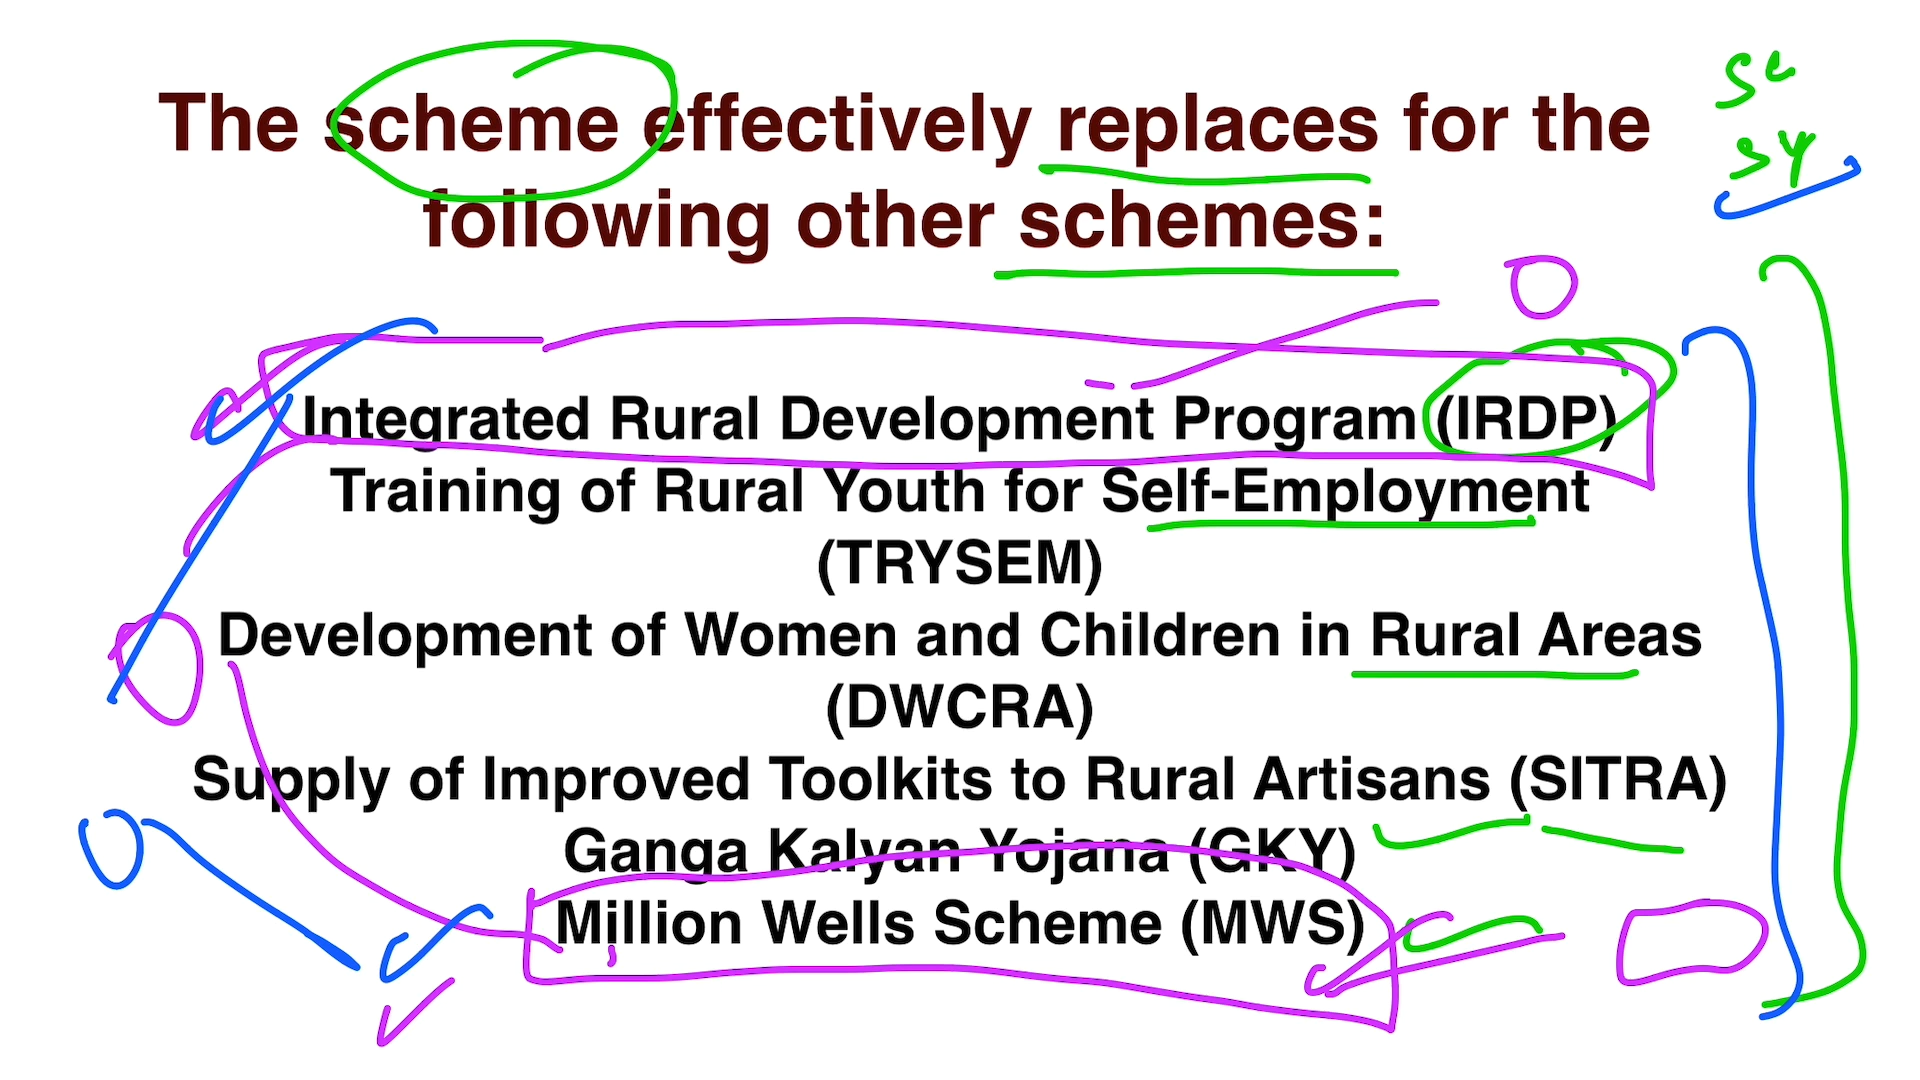 The scheme effectively replaces for the
following other schemes:
Integrated Rural Development Program (IRDP)
Training of Rural Youth for Self-Employment
(TRYSEM)
Development of Women and Children in Rural Areas
(DWCRA)
Supply of Improved Toolkits to Rural Artisans (SITRA)
Ganga Kalyan Yojana (GKY)
Million Wells Scheme (MWS)